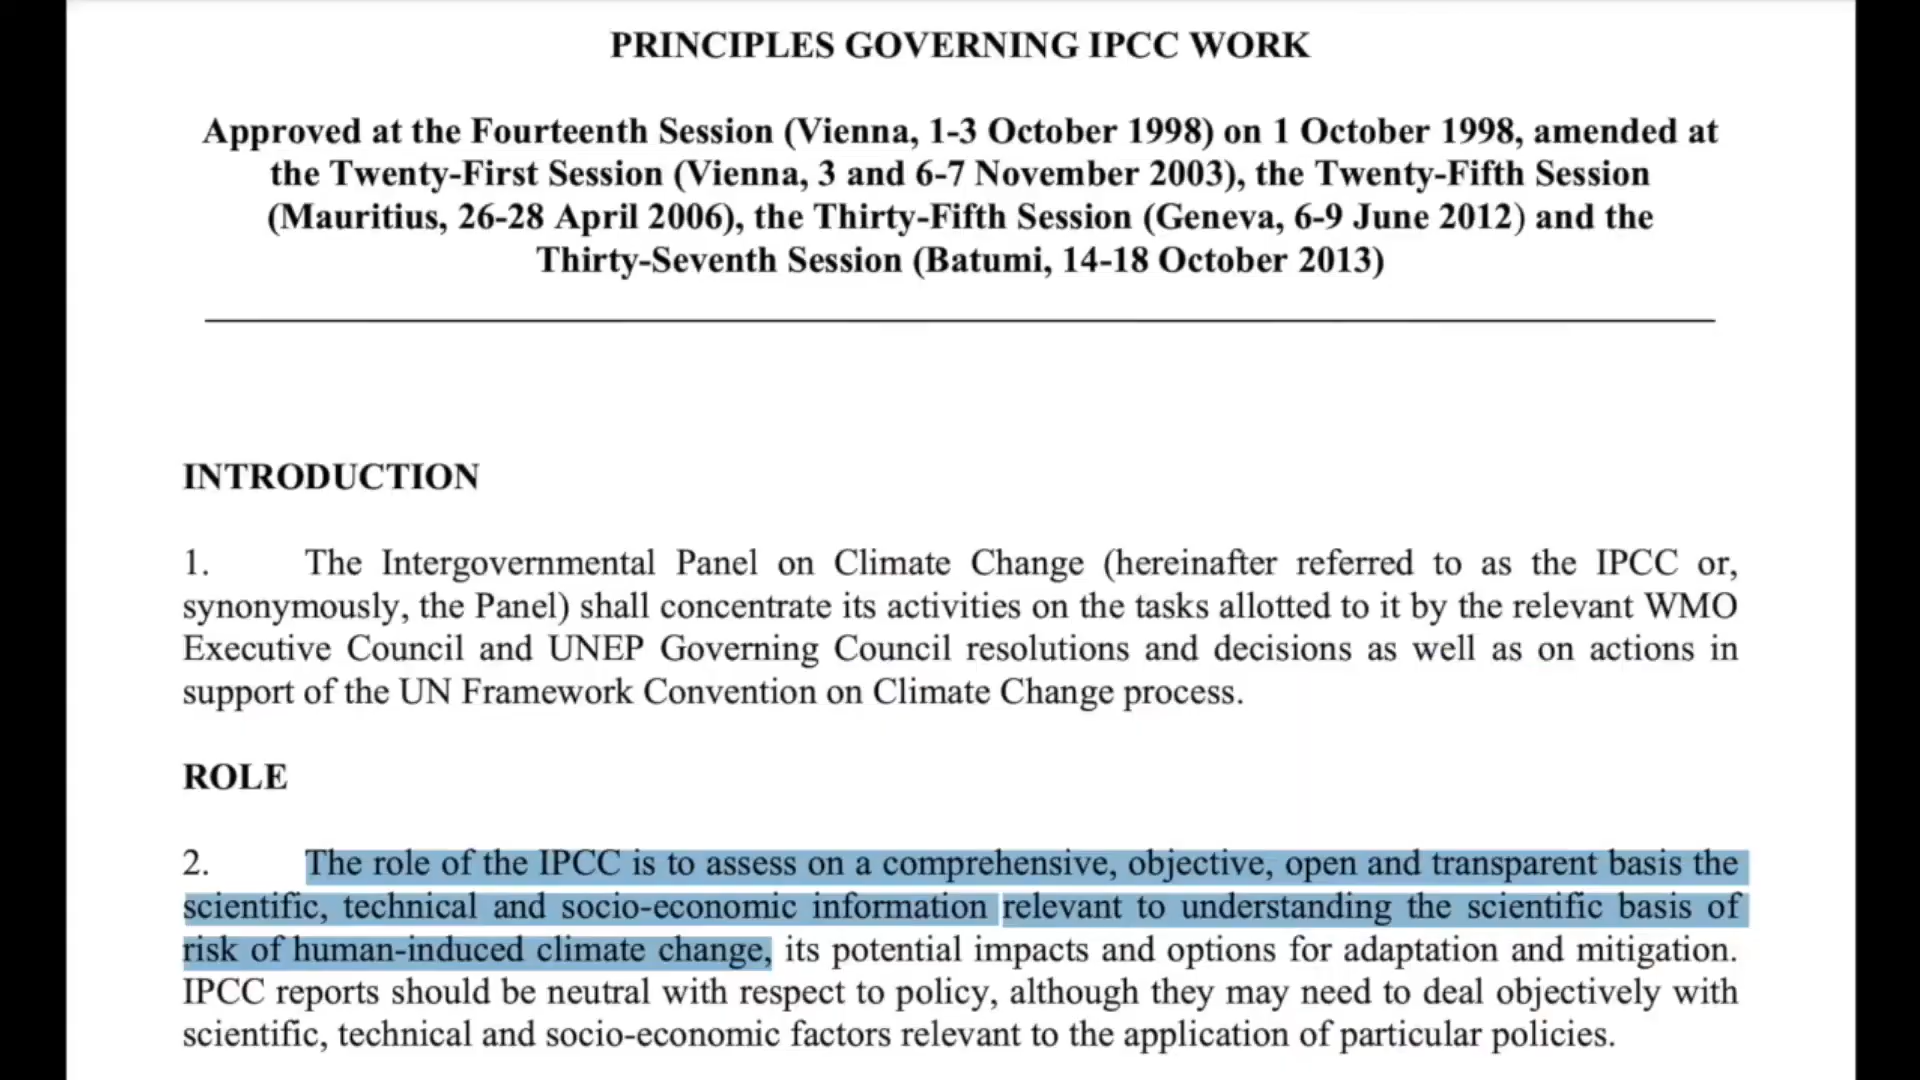 PRINCIPLES GOVERNING IPCC WORK
Approved at the Fourteenth Session (Vienna, 1-3 October 1998) on 1 October 1998, amended at
the Twenty-First Session (Vienna, 3 and 6-7 November 2003), the Twenty-Fifth Session
(Mauritius, 26-28 April 2006), the Thirty-Fifth Session (Geneva, 6-9 June 2012) and the
Thirty-Seventh Session (Batumi, 14-18 October 2013)
INTRODUCTION
1. The Intergovernmental Panel on Climate Change (hereinafter referred to as the IPCC or,
synonymously, the Panel) shall concentrate its activities on the tasks allotted to it by the relevant WMO
Executive Council and UNEP Governing Council resolutions and decisions as well as on actions in
support of the UN Framework Convention on Climate Change process.
ROLE
2. The role of the IPCC is to assess on a comprehensive, objective, open and transparent basis the
scientific, technical and socio-economic information relevant to understanding the scientific basis of
risk of human-induced climate change, its potential impacts and options for adaptation and mitigation.
IPCC reports should be neutral with respect to policy, although they may need to deal objectively with
scientific, technical and socio-economic factors relevant to the application of particular policies.